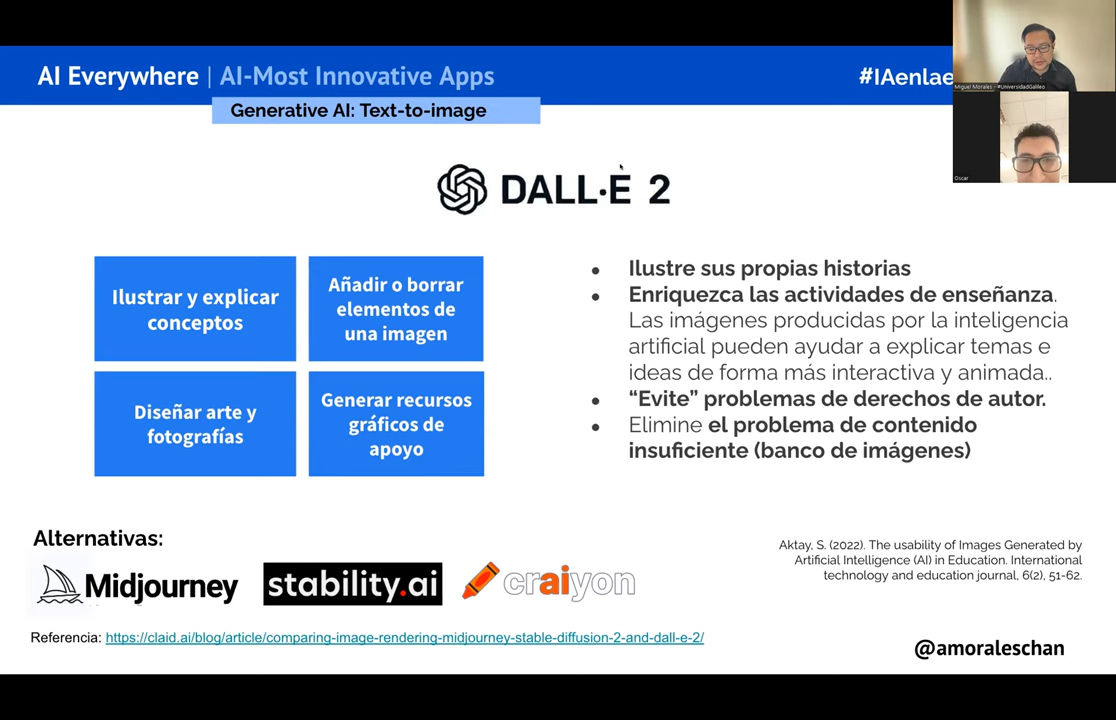 AI Everywhere | AI-Most Innovative Apps
#IAenlae
Generative AI: Text-to-image
Miguel Morales - #UniversidadGalileo
Oscar
DALL·E 2
Ilustrar y explicar
conceptos
Añadir o borrar
elementos de
una imagen
Diseñar arte y
fotografías
Generar recursos
gráficos de
apoyo
● Ilustre sus propias historias
● Enriquezca las actividades de enseñanza.
Las imágenes producidas por la inteligencia
artificial pueden ayudar a explicar temas e
ideas de forma más interactiva y animada..
● “Evite” problemas de derechos de autor.
● Elimine el problema de contenido
insuficiente (banco de imágenes)
Alternativas:
Midjourney
stability.ai
craiyon
Aktay, S. (2022). The usability of Images Generated by
Artificial Intelligence (AI) in Education. International
technology and education journal, 6(2), 51-62.
Referencia: https://claid.ai/blog/article/comparing-image-rendering-midjourney-stable-diffusion-2-and-dall-e-2/
@amoraleschan